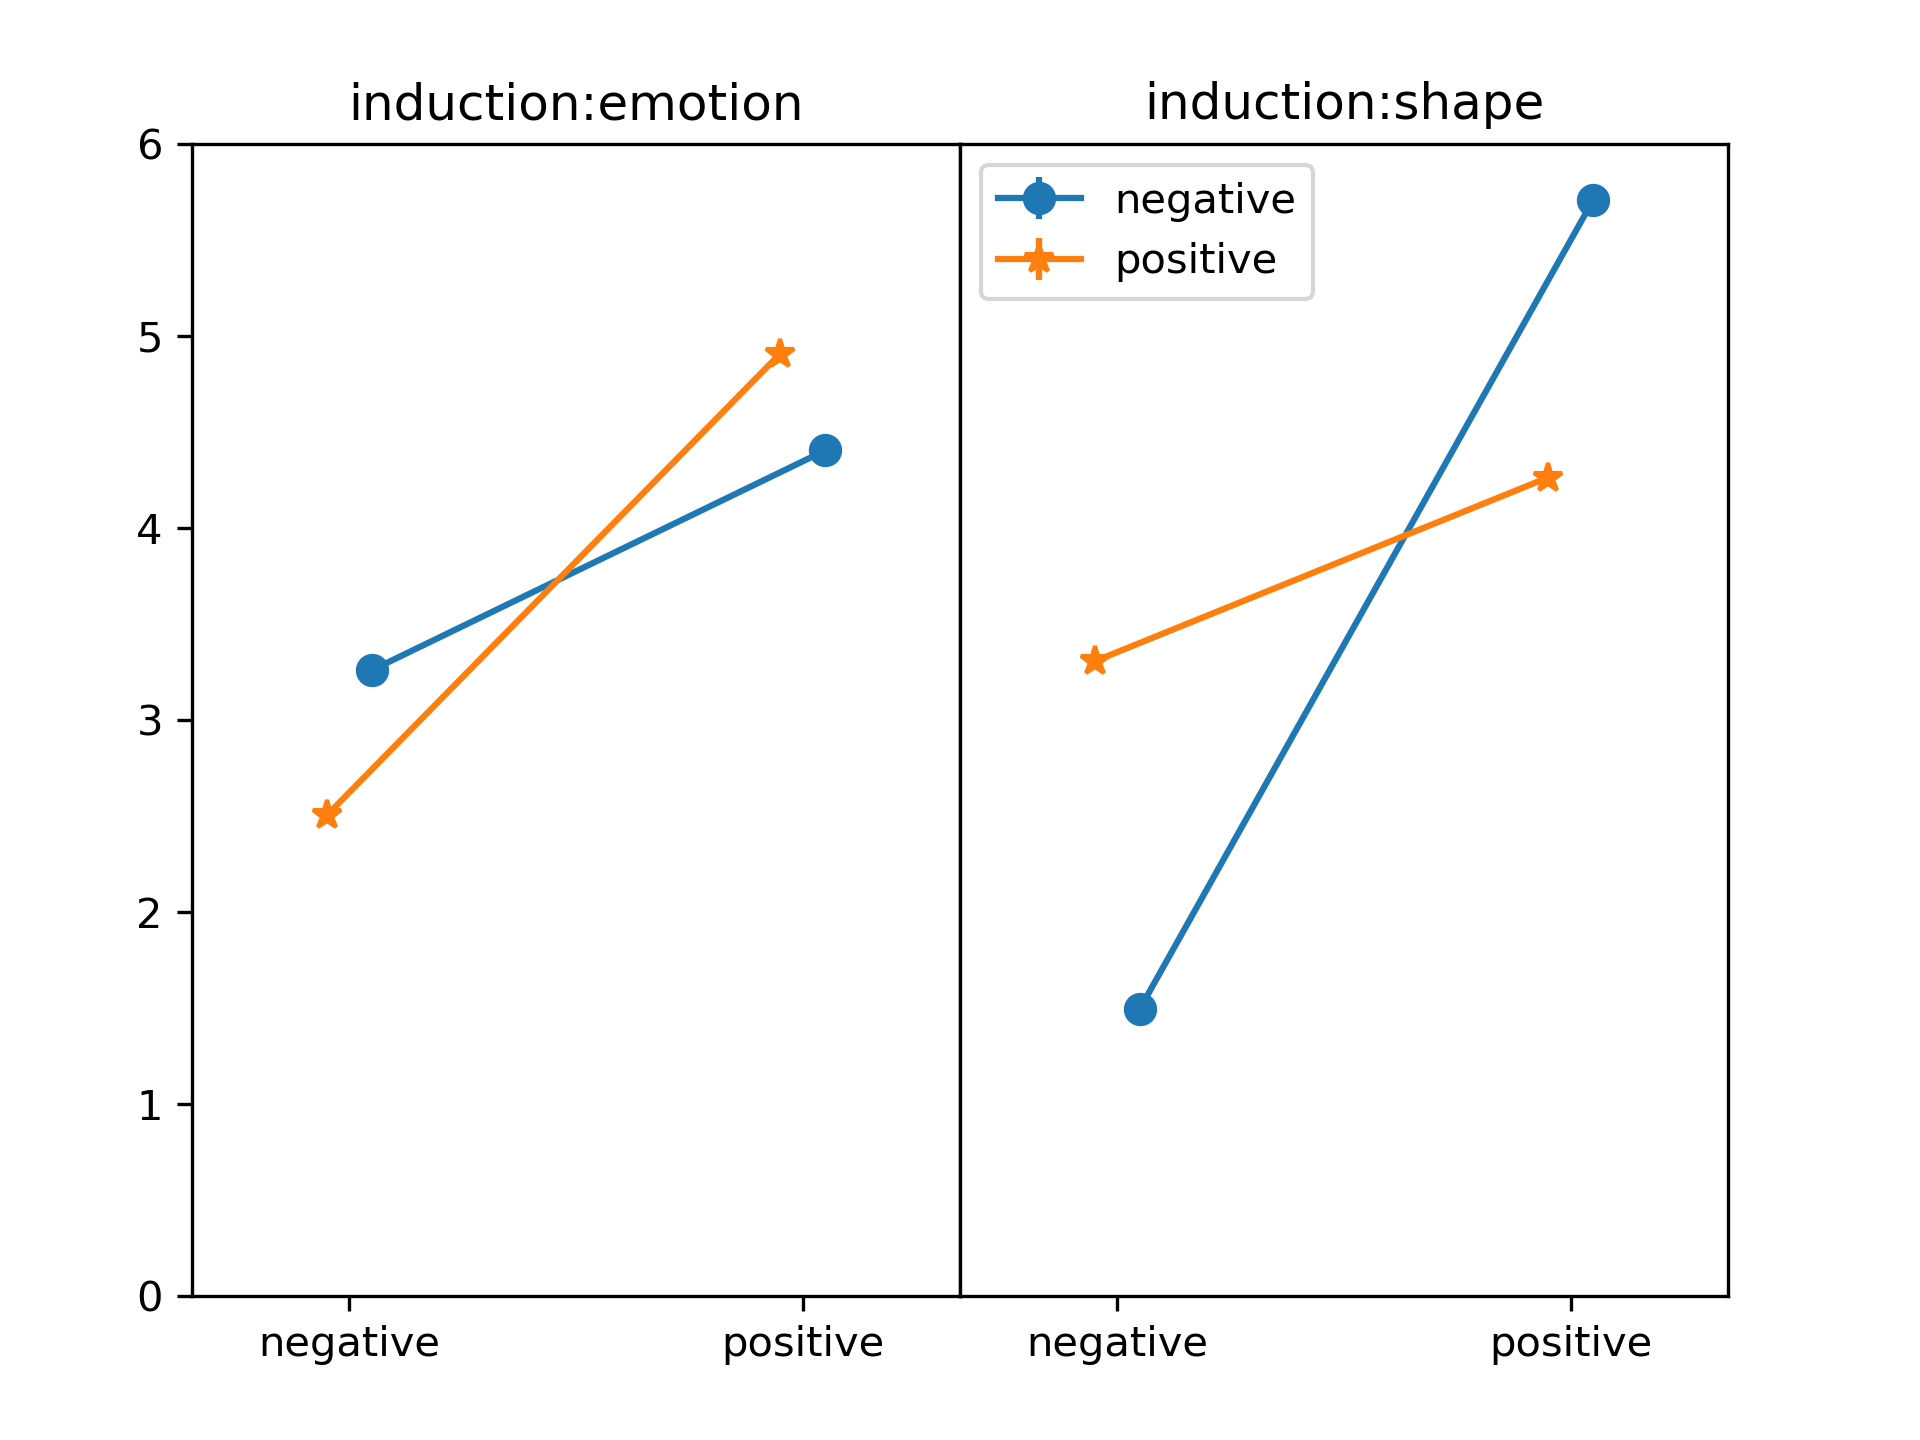 induction:emotion
induction:shape
6
5
4
3
2
1
0
negative
positive
negative
positive
negative
positive